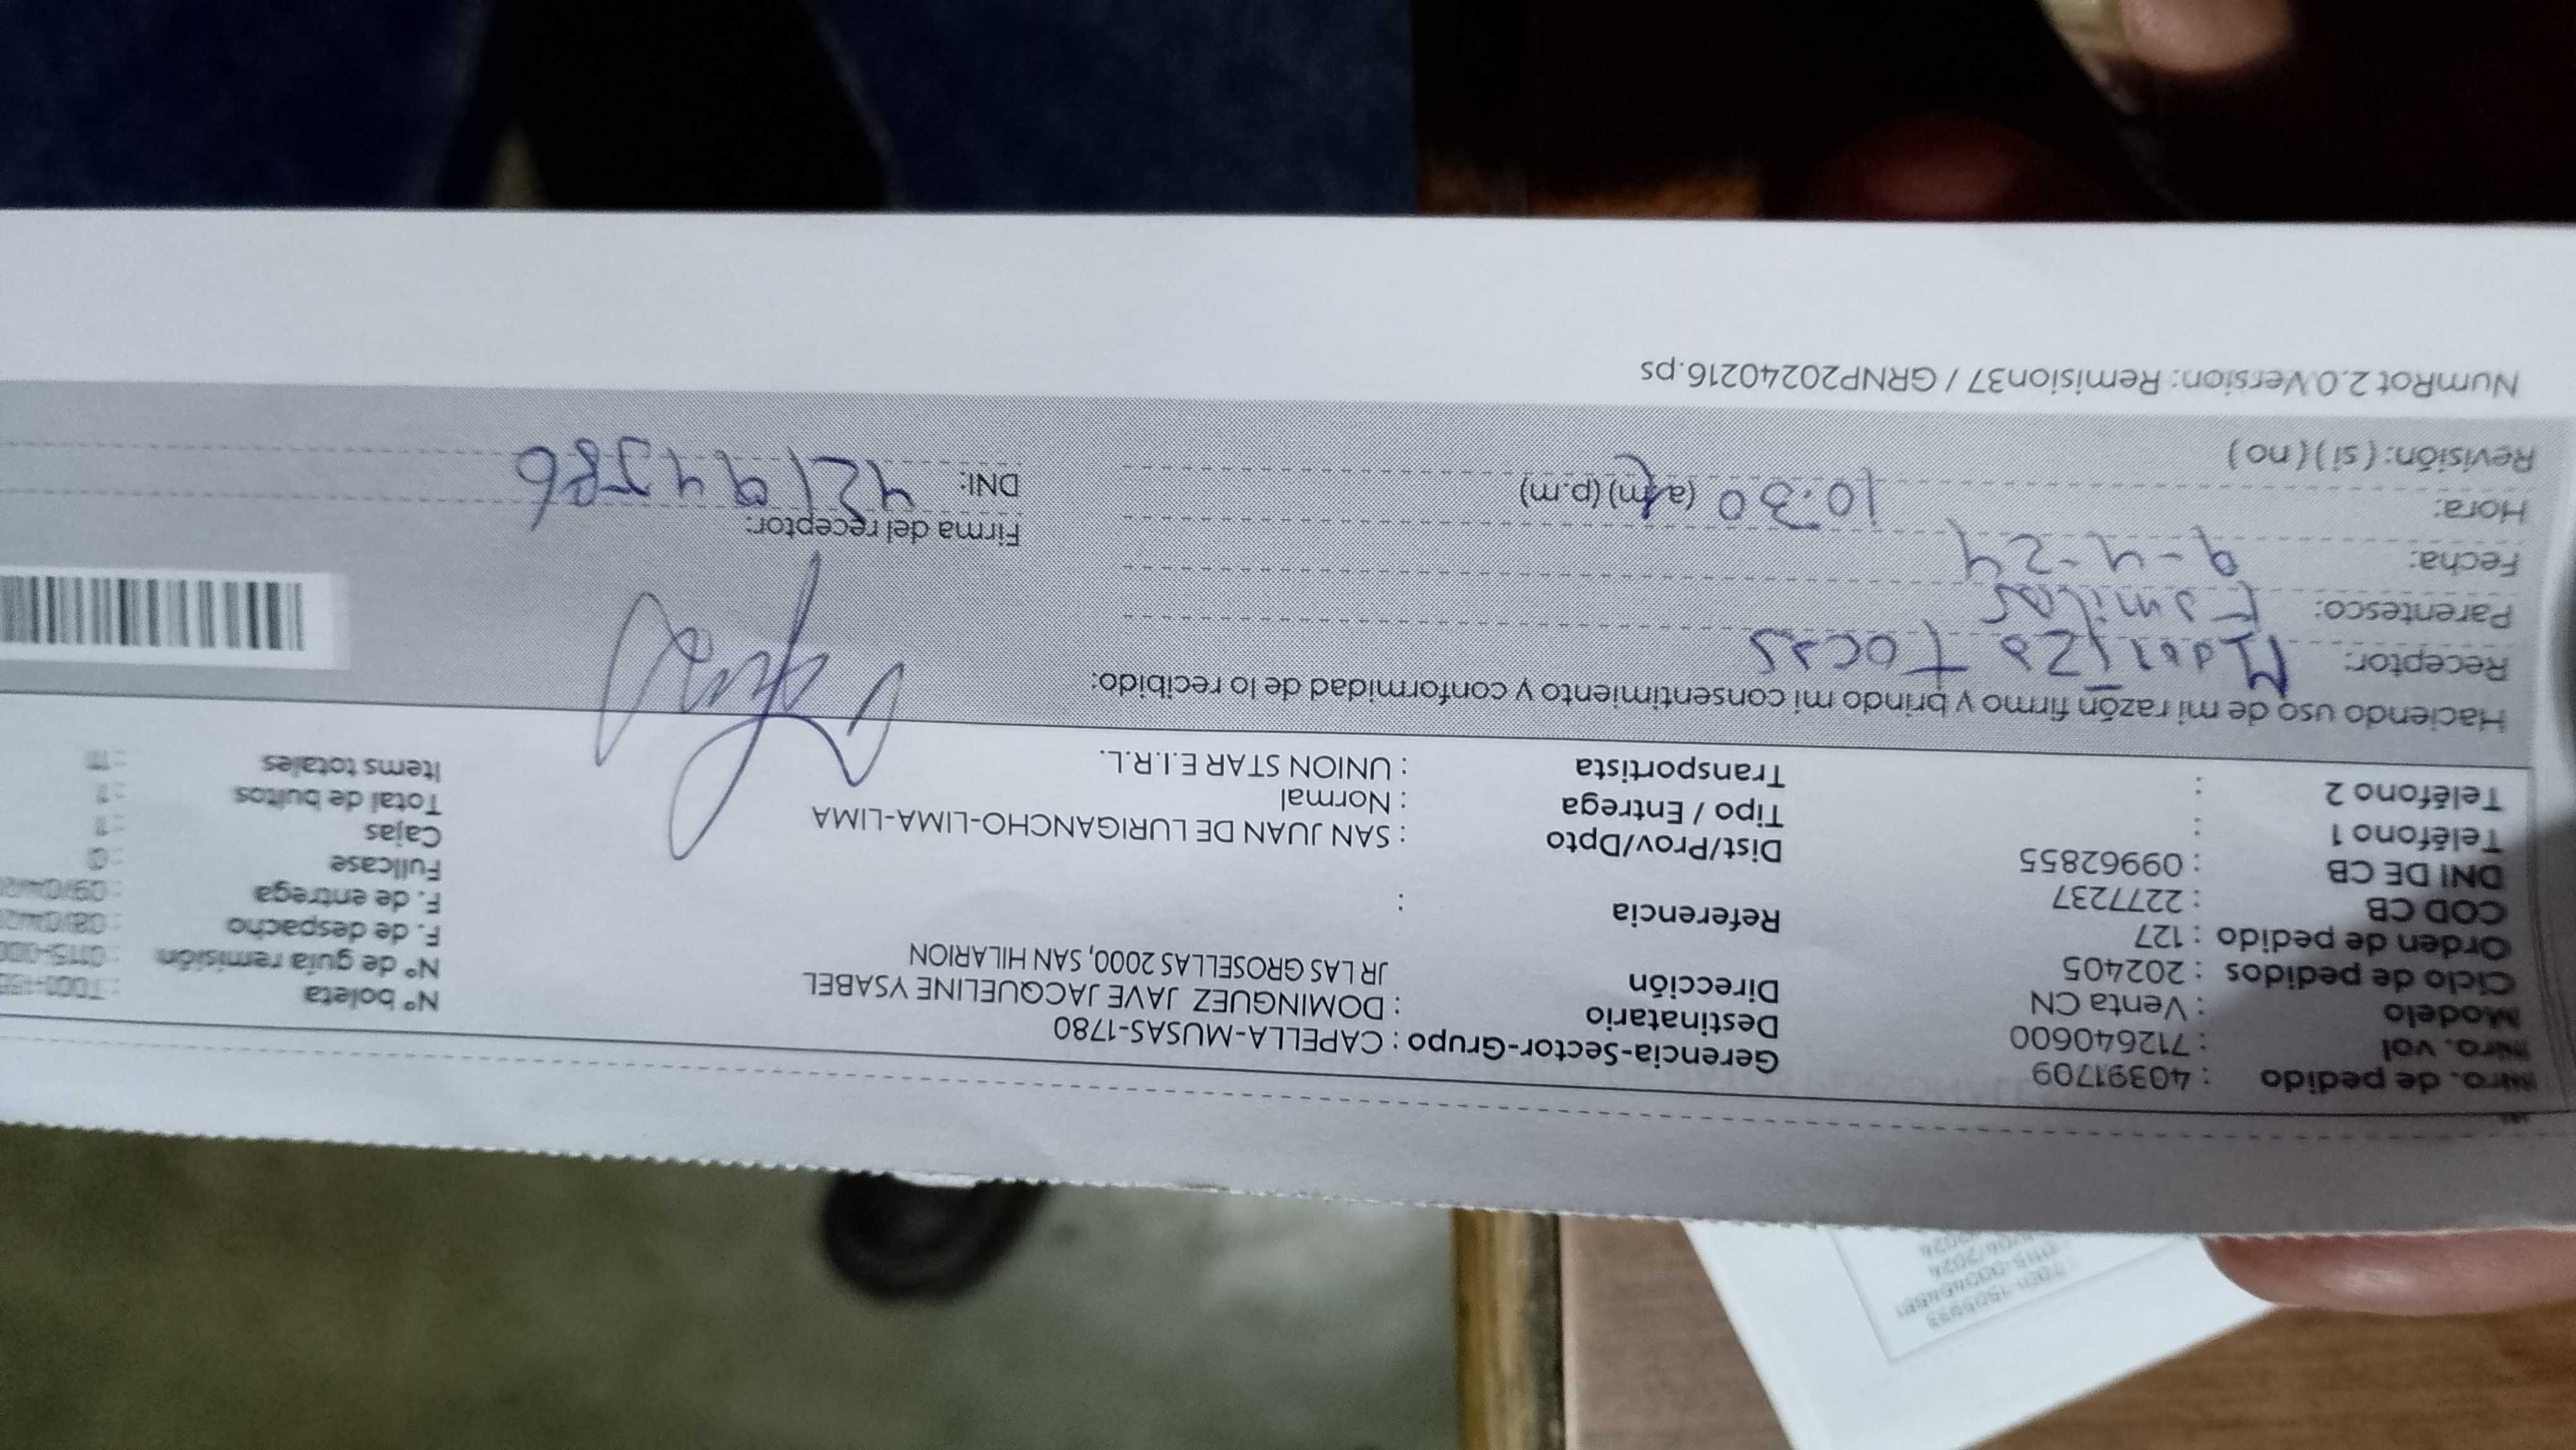 Nro. de pedido : 40391709
Nro. vol : 712640600
Modelo : Venta CN
Ciclo de pedidos : 202405
Orden de pedido : 127
COD CB : 2277237
DNI DE CB : 09962855
Teléfono 1 :
Teléfono 2 :
Gerencia-Sector-Grupo : CAPELLA-MUSAS-1780
Destinatario : DOMINGUEZ JAVE JACQUELINE YSABEL
Dirección JR LAS GROSELLAS 2000, SAN HILARION
Referencia :
Dist/Prov/Dpto : SAN JUAN DE LURIGANCHO-LIMA-LIMA
Tipo / Entrega : Normal
Transportista : UNION STAR E.I.R.L.
Nº boleta
Nº de guía remisión
F. de despacho
F. de entrega
Fullcase : 0
Cajas : 1
Total de bultos : 1
Items totales
Haciendo uso de mi razón firmo y brindo mi consentimiento y conformidad de lo recibido:
Receptor:
Parentesco: Familiar
Fecha: 9-4-24
Hora: 10:30 (a.m) (p.m)
Revisión: ( si ) ( no )
Firma del receptor:
DNI: 42194586
NumRot 2.0.Version: Remision37 / GRNP20240216.ps